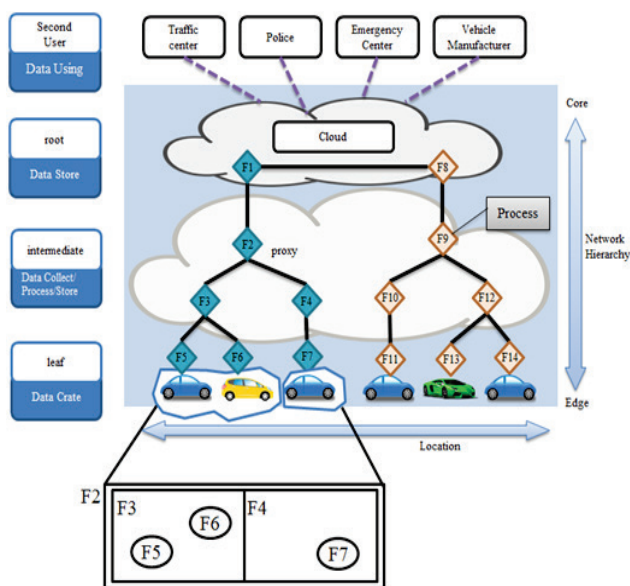 Second
User
Data Using
Traffic
center
Police
Emergency
Center
Vehicle
Manufacturer
Core
Cloud
root
Data Store
F1
F8
Process
intermediate
Data Collect/
Process/Store
F2
proxy
F9
Network
Hierarchy
F3
F4
F10
F12
leaf
Data Crate
F5
F6
F7
F11
F13
F14
Edge
Location
F2
F3
F4
F6
F5
F7